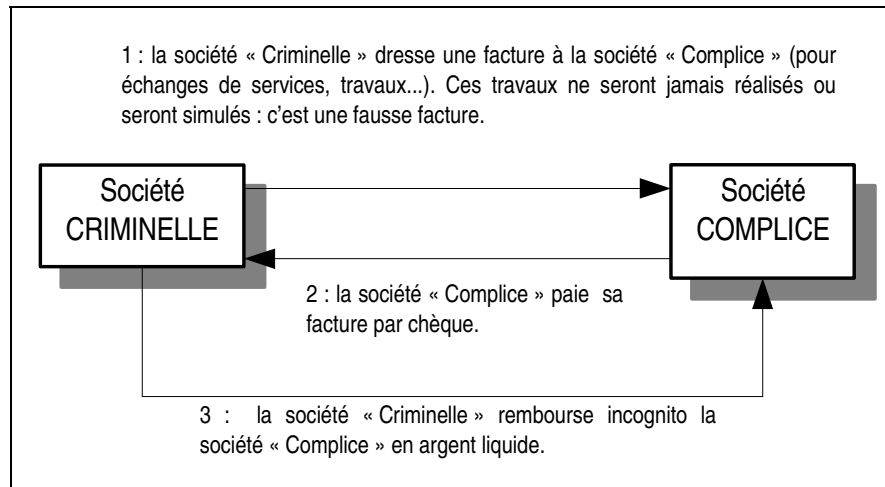 1 : la société « Criminelle » dresse une facture à la société « Complice » (pour
échanges de services, travaux...). Ces travaux ne seront jamais réalisés ou
seront simulés : c'est une fausse facture.
Société
CRIMINELLE
Société
COMPLICE
2 : la société « Complice » paie sa
facture par chèque.
3 : la société « Criminelle » rembourse incognito la
société « Complice » en argent liquide.